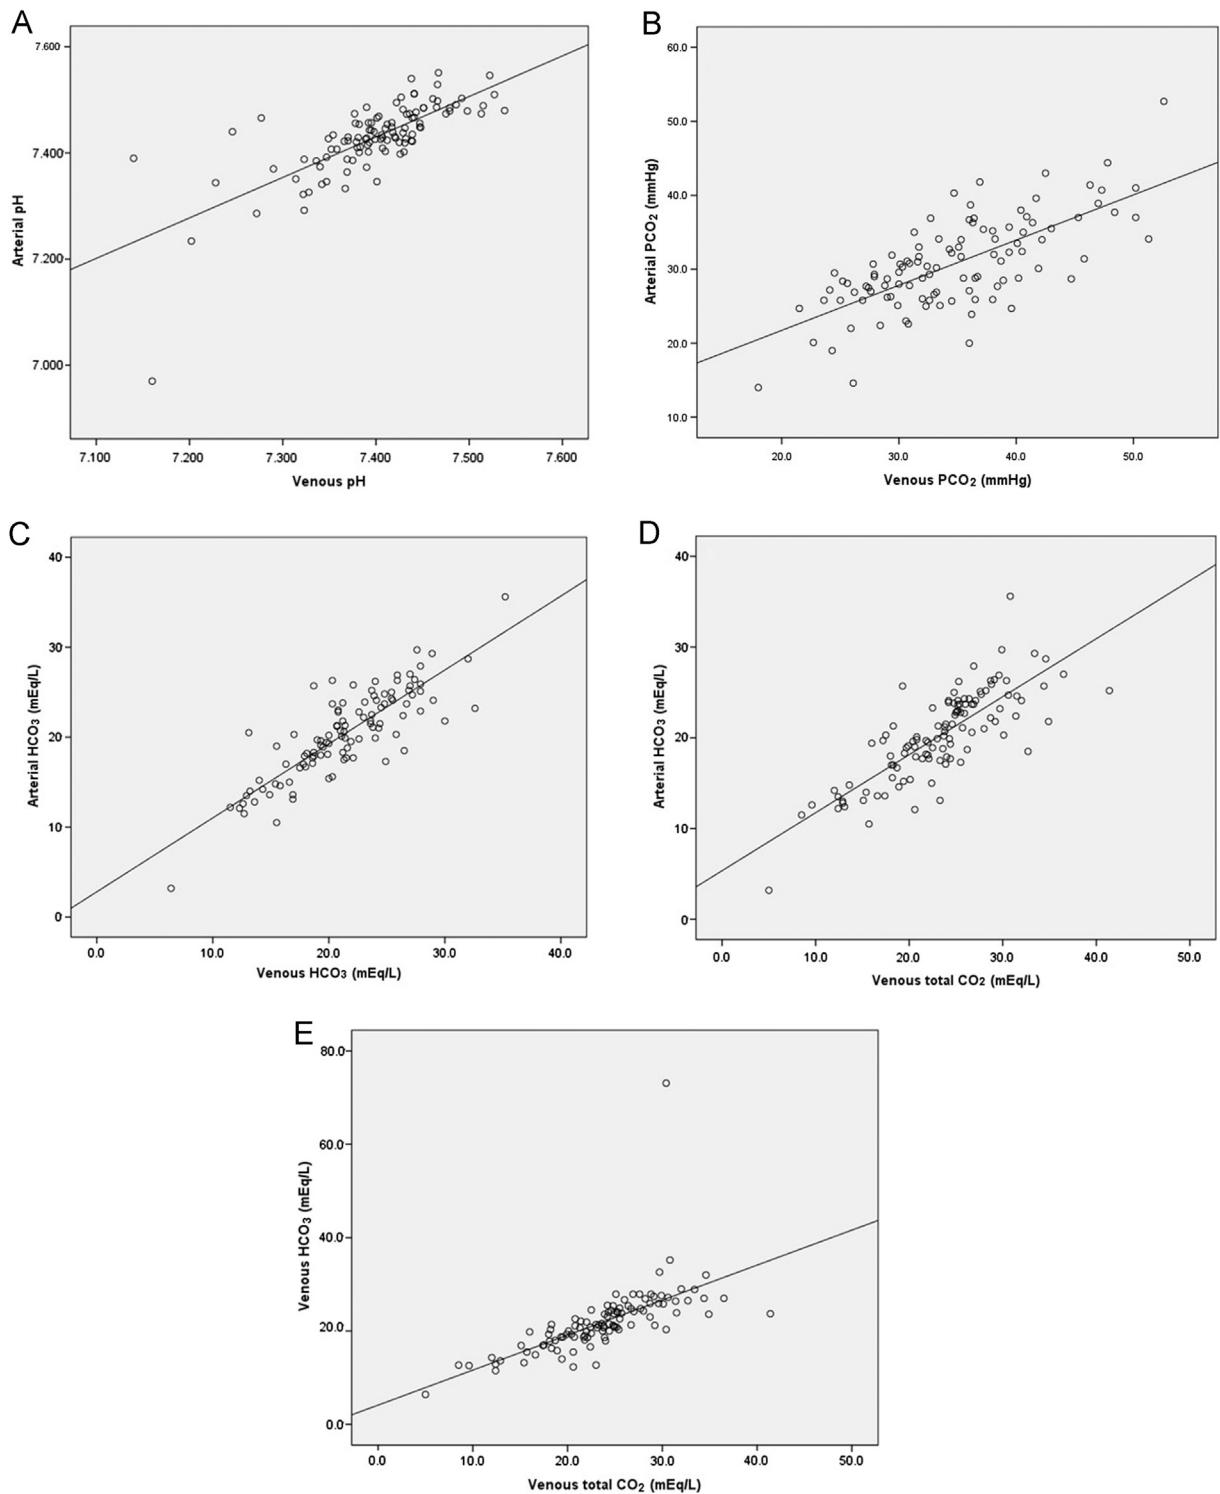 A
7.600
7.400
7.200
7.000
Arterial pH
7.100 7.200 7.300 7.400 7.500 7.600
Venous pH
B
60.0
50.0
40.0
30.0
20.0
10.0
Arterial PCO2 (mmHg)
20.0 30.0 40.0 50.0
Venous PCO2 (mmHg)
C
40
30
20
10
0
Arterial HCO3 (mEq/L)
0.0 10.0 20.0 30.0 40.0
Venous HCO3 (mEq/L)
D
40
30
20
10
0
Arterial HCO3 (mEq/L)
0.0 10.0 20.0 30.0 40.0 50.0
Venous total CO2 (mEq/L)
E
80.0
60.0
40.0
20.0
0.0
Venous HCO3 (mEq/L)
0.0 10.0 20.0 30.0 40.0 50.0
Venous total CO2 (mEq/L)